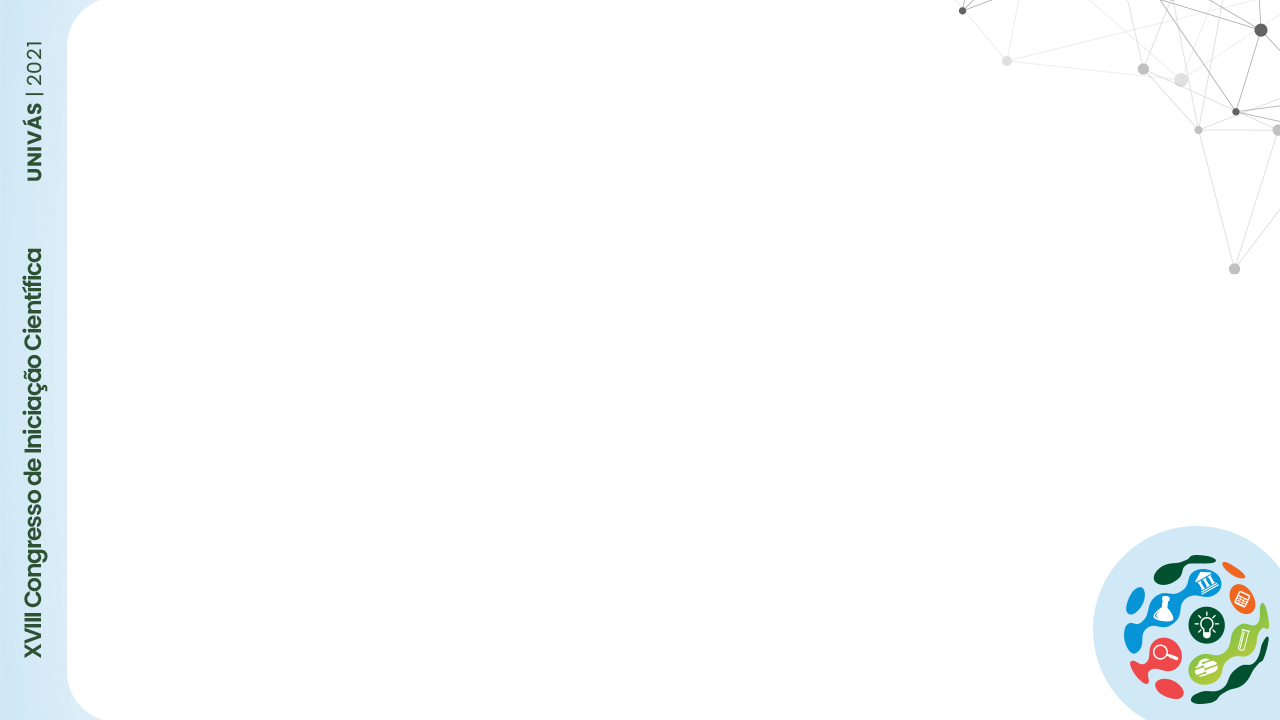 XVIII Congresso de Iniciação Científica
UNIVÁS | 2021